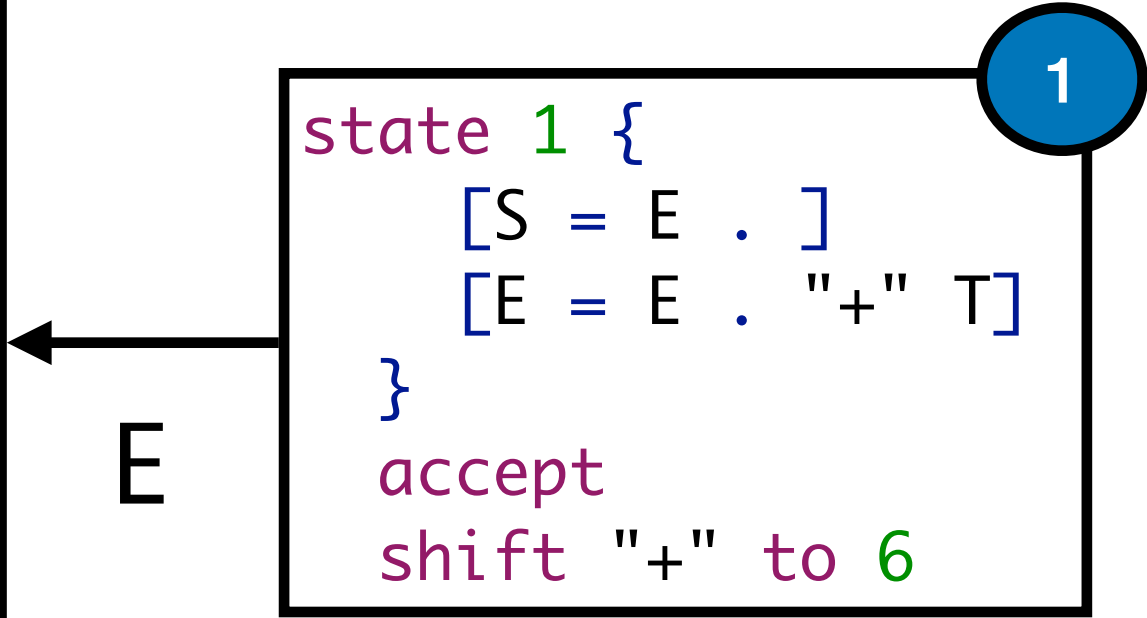 1
state 1 {
[S = E . ]
[E = E . "+" T]
}
E
accept
shift "+" to 6